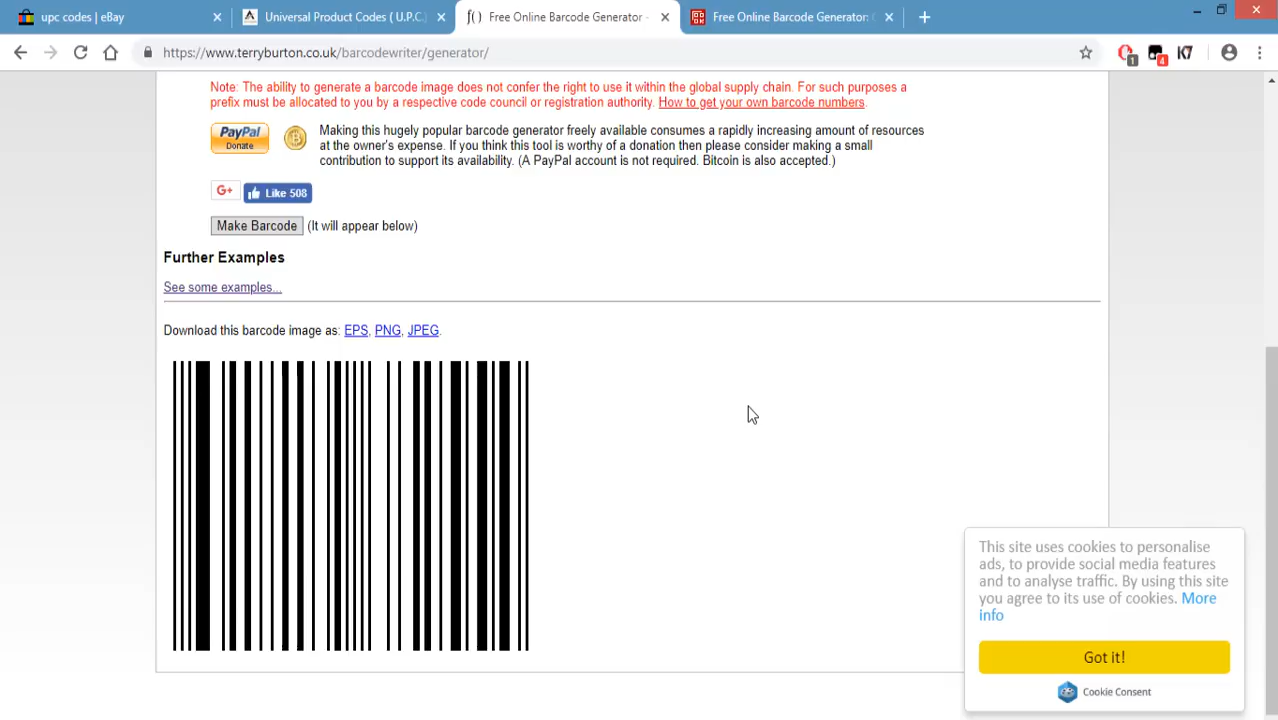 upc codes | eBay
Universal Product Codes ( U.P.C.
Free Online Barcode Generator -
Free Online Barcode Generator:
https://www.terryburton.co.uk/barcodewriter/generator/
1
4
K7
Note: The ability to generate a barcode image does not confer the right to use it within the global supply chain. For such purposes a
prefix must be allocated to you by a respective code council or registration authority. How to get your own barcode numbers.
PayPal
Donate
Making this hugely popular barcode generator freely available consumes a rapidly increasing amount of resources
at the owner's expense. If you think this tool is worthy of a donation then please consider making a small
contribution to support its availability. (A PayPal account is not required. Bitcoin is also accepted.)
G+
Like 508
Make Barcode (It will appear below)
Further Examples
See some examples...
Download this barcode image as: EPS, PNG, JPEG.
This site uses cookies to personalise
ads, to provide social media features
and to analyse traffic. By using this site
you agree to its use of cookies. More
info
Got it!
Cookie Consent